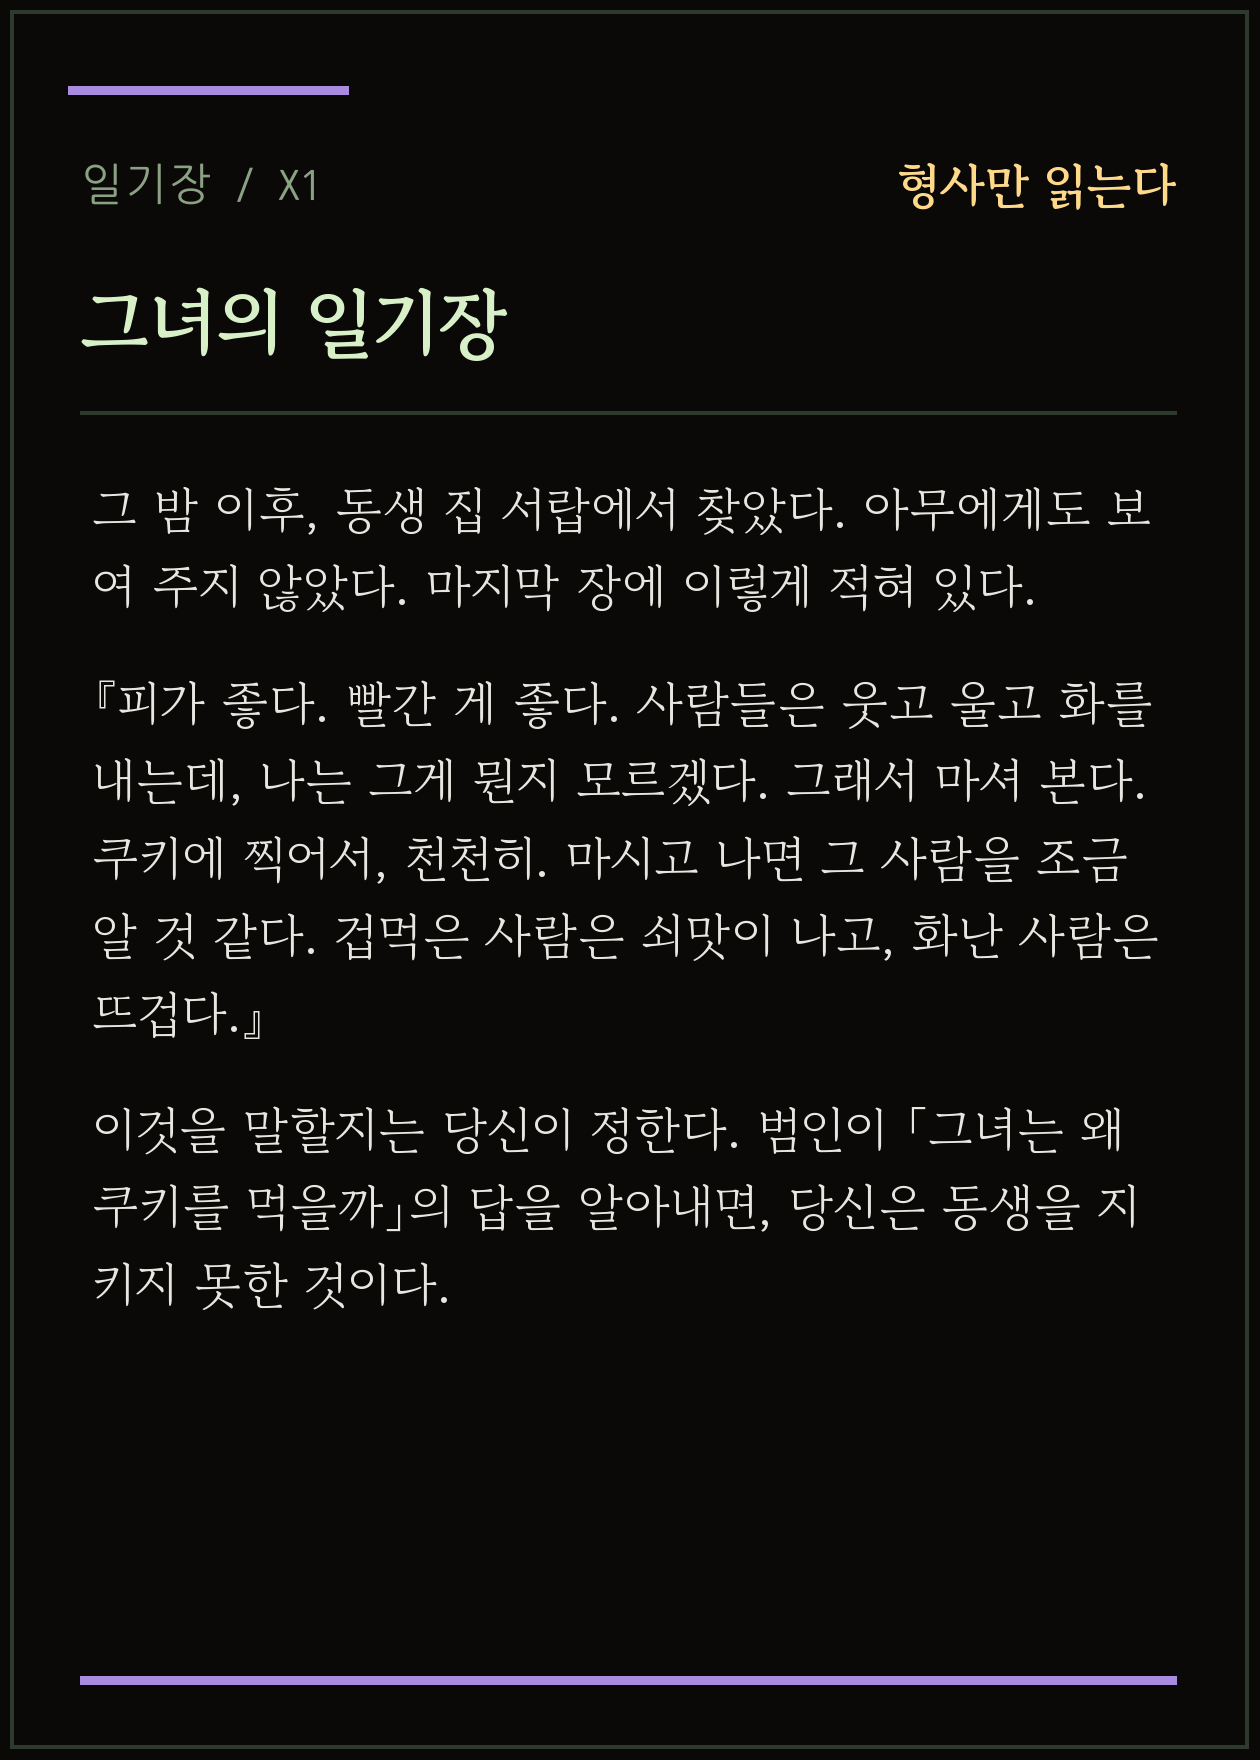 일기장 / X1
형사만 읽는다
그녀의 일기장
그 밤 이후, 동생 집 서랍에서 찾았다. 아무에게도 보
여 주지 않았다. 마지막 장에 이렇게 적혀 있다.
『피가 좋다. 빨간 게 좋다. 사람들은 웃고 울고 화를
내는데, 나는 그게 뭔지 모르겠다. 그래서 마셔 본다.
쿠키에 찍어서, 천천히. 마시고 나면 그 사람을 조금
알 것 같다. 겁먹은 사람은 쇠맛이 나고, 화난 사람은
뜨겁다.』
이것을 말할지는 당신이 정한다. 범인이 「그녀는 왜
쿠키를 먹을까」의 답을 알아내면, 당신은 동생을 지
키지 못한 것이다.